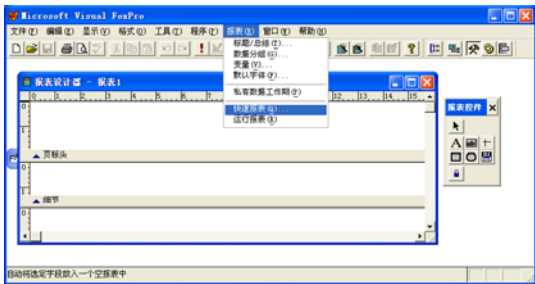 Microsoft Visual FoxPro
文件(F) 编辑(E) 显示(V) 格式(O) 工具(T) 程序(P) 报表(R) 窗口(W) 帮助(H)
标题/总结(T)...
数据分组(G)...
变量(V)...
默认字体(F)...
私有数据工作期(P)
快速报表(Q)...
运行报表(R)
报表设计器 - 报表1
报表控件
页标头
细节
自动将选定字段放入一个空报表中